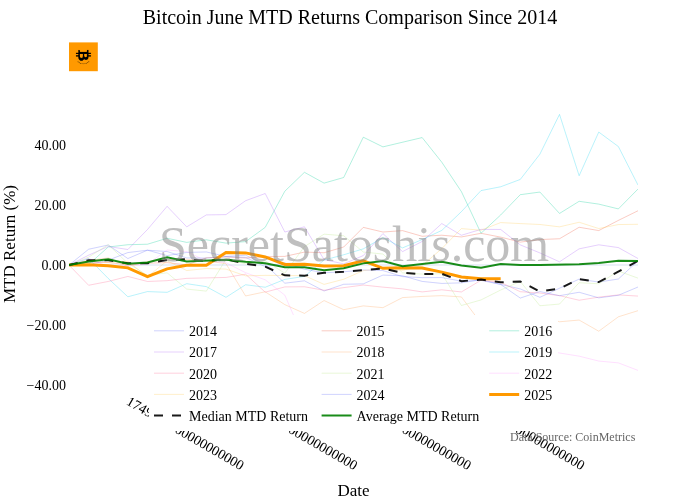 Bitcoin June MTD Returns Comparison Since 2014
MTD Return (%)
40.00
20.00
0.00
−20.00
−40.00
SecretSatoshis.com
2014 2015 2016
2017 2018 2019
2020 2021 2022
2023 2024 2025
Median MTD Return Average MTD Return
Data Source: CoinMetrics
Date